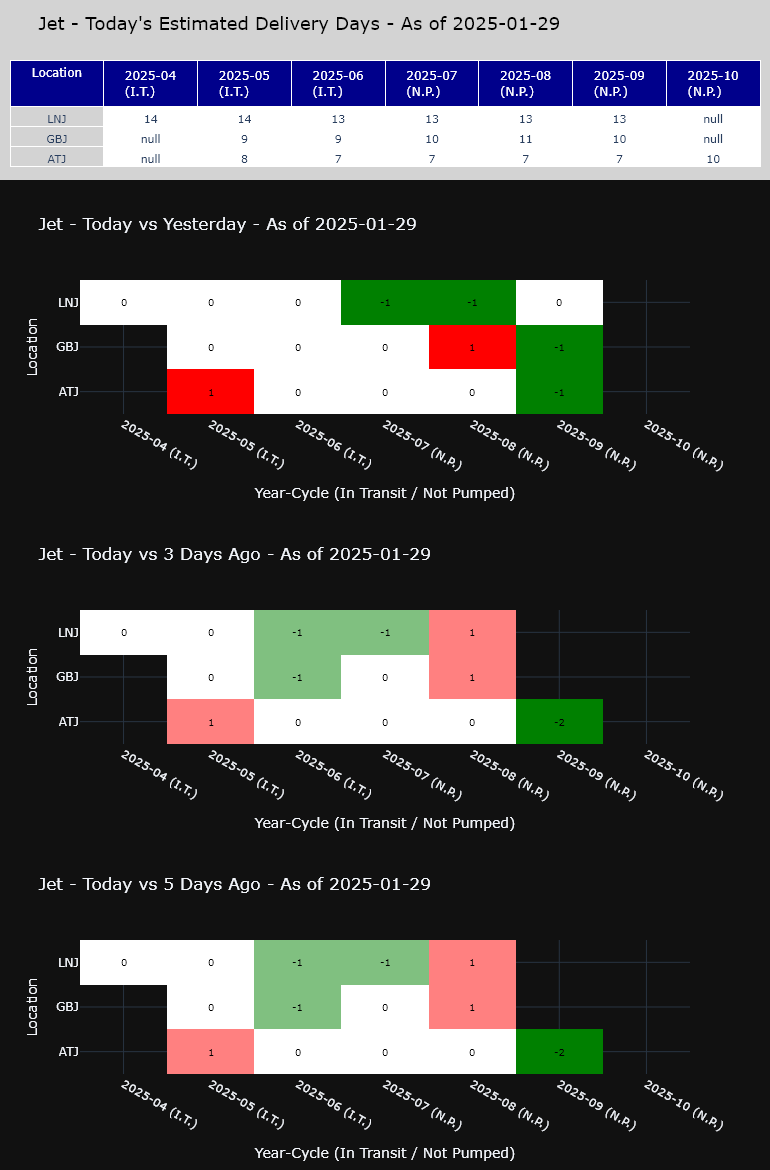 Jet - Today's Estimated Delivery Days - As of 2025-01-29
Location 2025-04 (I.T.) 2025-05 (I.T.) 2025-06 (I.T.) 2025-07 (N.P.) 2025-08 (N.P.) 2025-09 (N.P.) 2025-10 (N.P.)
LNJ 14 14 13 13 13 13 null
GBJ null 9 9 10 11 10 null
ATJ null 8 7 7 7 7 10
Jet - Today vs Yesterday - As of 2025-01-29
Location
LNJ 0 0 0 -1 -1 0
GBJ 0 0 0 1 -1
ATJ 1 0 0 0 -1
2025-04 (I.T.) 2025-05 (I.T.) 2025-06 (I.T.) 2025-07 (N.P.) 2025-08 (N.P.) 2025-09 (N.P.) 2025-10 (N.P.)
Year-Cycle (In Transit / Not Pumped)
Jet - Today vs 3 Days Ago - As of 2025-01-29
Location
LNJ 0 0 -1 -1 1
GBJ 0 -1 0 1
ATJ 1 0 0 0 -2
2025-04 (I.T.) 2025-05 (I.T.) 2025-06 (I.T.) 2025-07 (N.P.) 2025-08 (N.P.) 2025-09 (N.P.) 2025-10 (N.P.)
Year-Cycle (In Transit / Not Pumped)
Jet - Today vs 5 Days Ago - As of 2025-01-29
Location
LNJ 0 0 -1 -1 1
GBJ 0 -1 0 1
ATJ 1 0 0 0 -2
2025-04 (I.T.) 2025-05 (I.T.) 2025-06 (I.T.) 2025-07 (N.P.) 2025-08 (N.P.) 2025-09 (N.P.) 2025-10 (N.P.)
Year-Cycle (In Transit / Not Pumped)